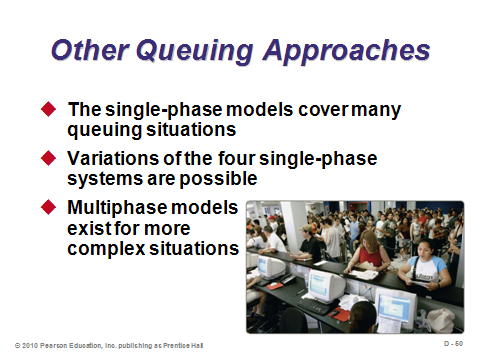 Other Queuing Approaches
The single-phase models cover many
queuing situations
Variations of the four single-phase
systems are possible
Multiphase models
exist for more
complex situations
© 2010 Pearson Education, Inc. publishing as Prentice Hall
D - 50